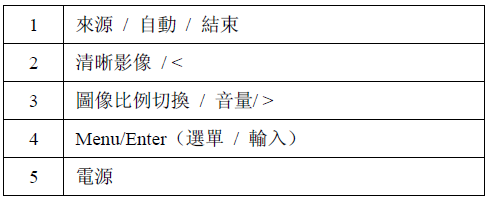 1 來源 / 自動 / 結束
2 清晰影像 / <
3 圖像比例切換 / 音量/ >
4 Menu/Enter（選單 / 輸入）
5 電源